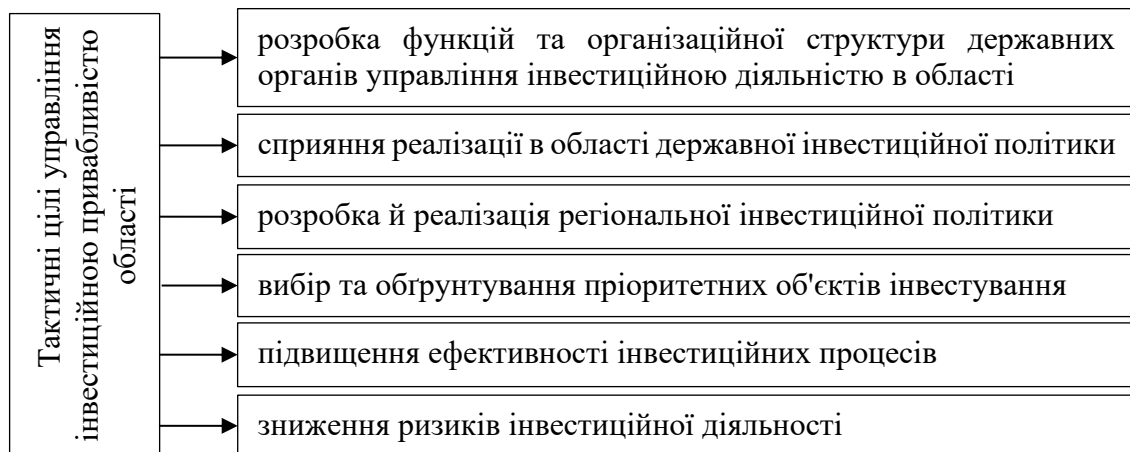 Тактичні цілі управління
інвестиційною привабливістю
області
розробка функцій та організаційної структури державних
органів управління інвестиційною діяльністю в області
сприяння реалізації в області державної інвестиційної політики
розробка й реалізація регіональної інвестиційної політики
вибір та обґрунтування пріоритетних об'єктів інвестування
підвищення ефективності інвестиційних процесів
зниження ризиків інвестиційної діяльності